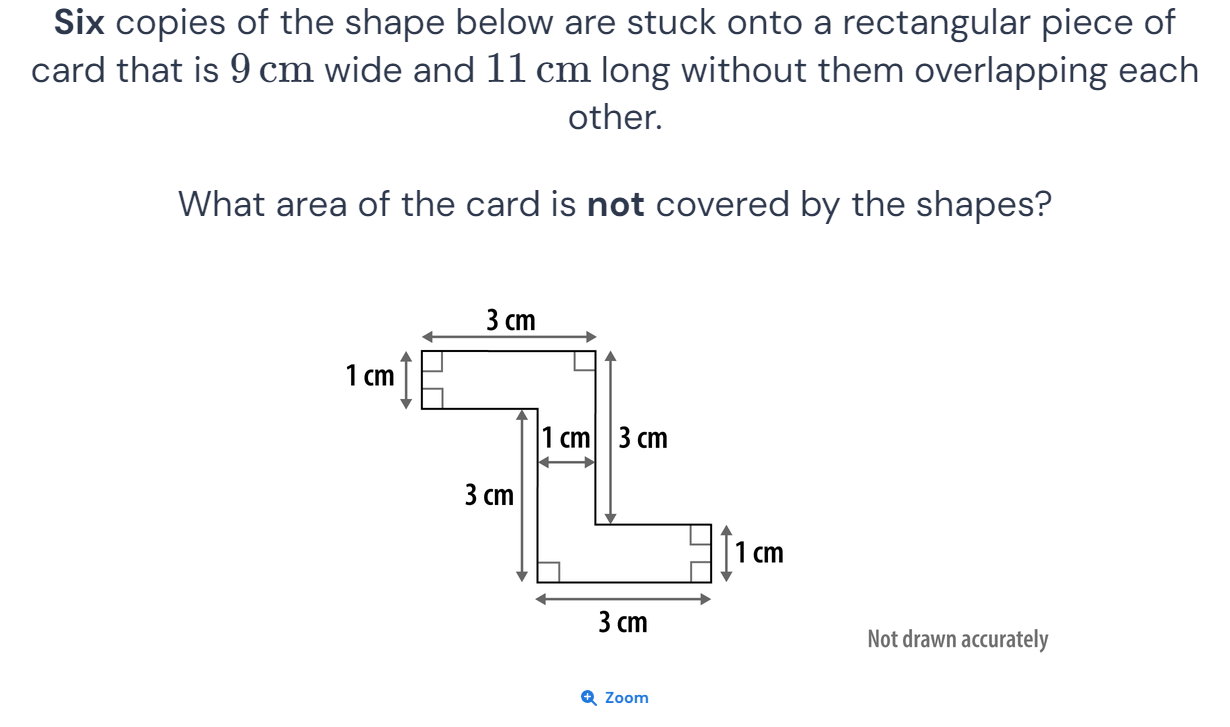 Six copies of the shape below are stuck onto a rectangular piece of
card that is 9 cm wide and 11 cm long without them overlapping each
other.
What area of the card is not covered by the shapes?
3 cm
1 cm
1 cm
3 cm
3 cm
1 cm
3 cm
Not drawn accurately
Zoom